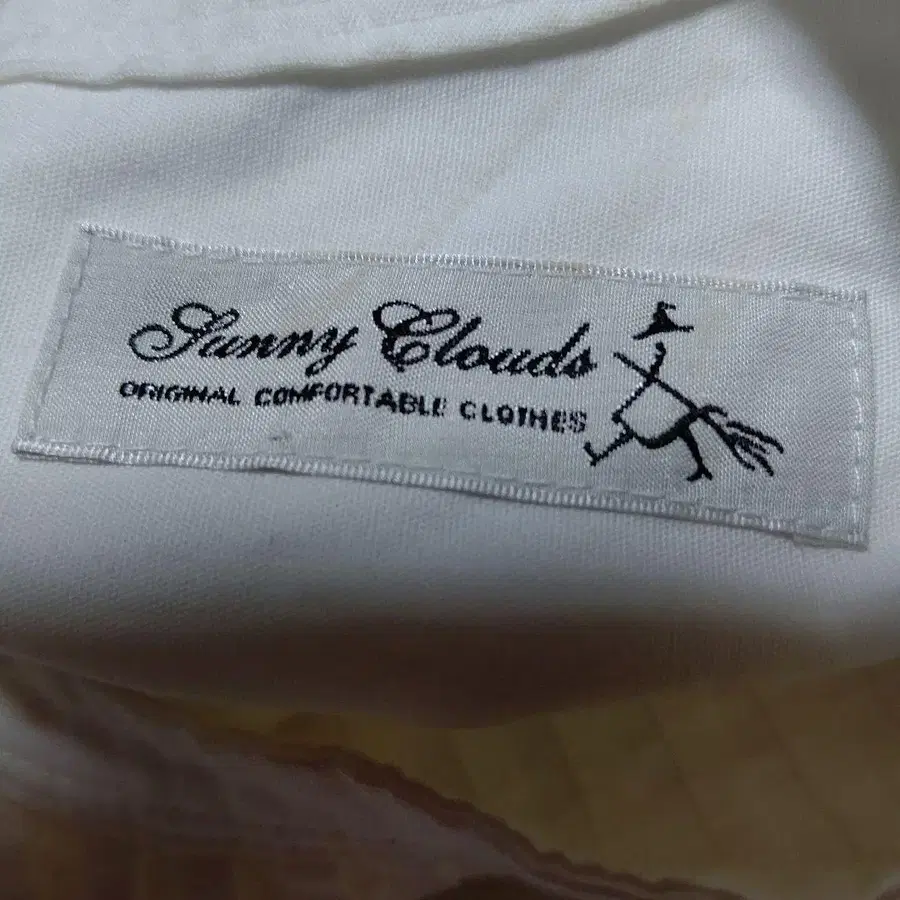 Sunny Clouds
ORIGINAL COMFORTABLE CLOTHES